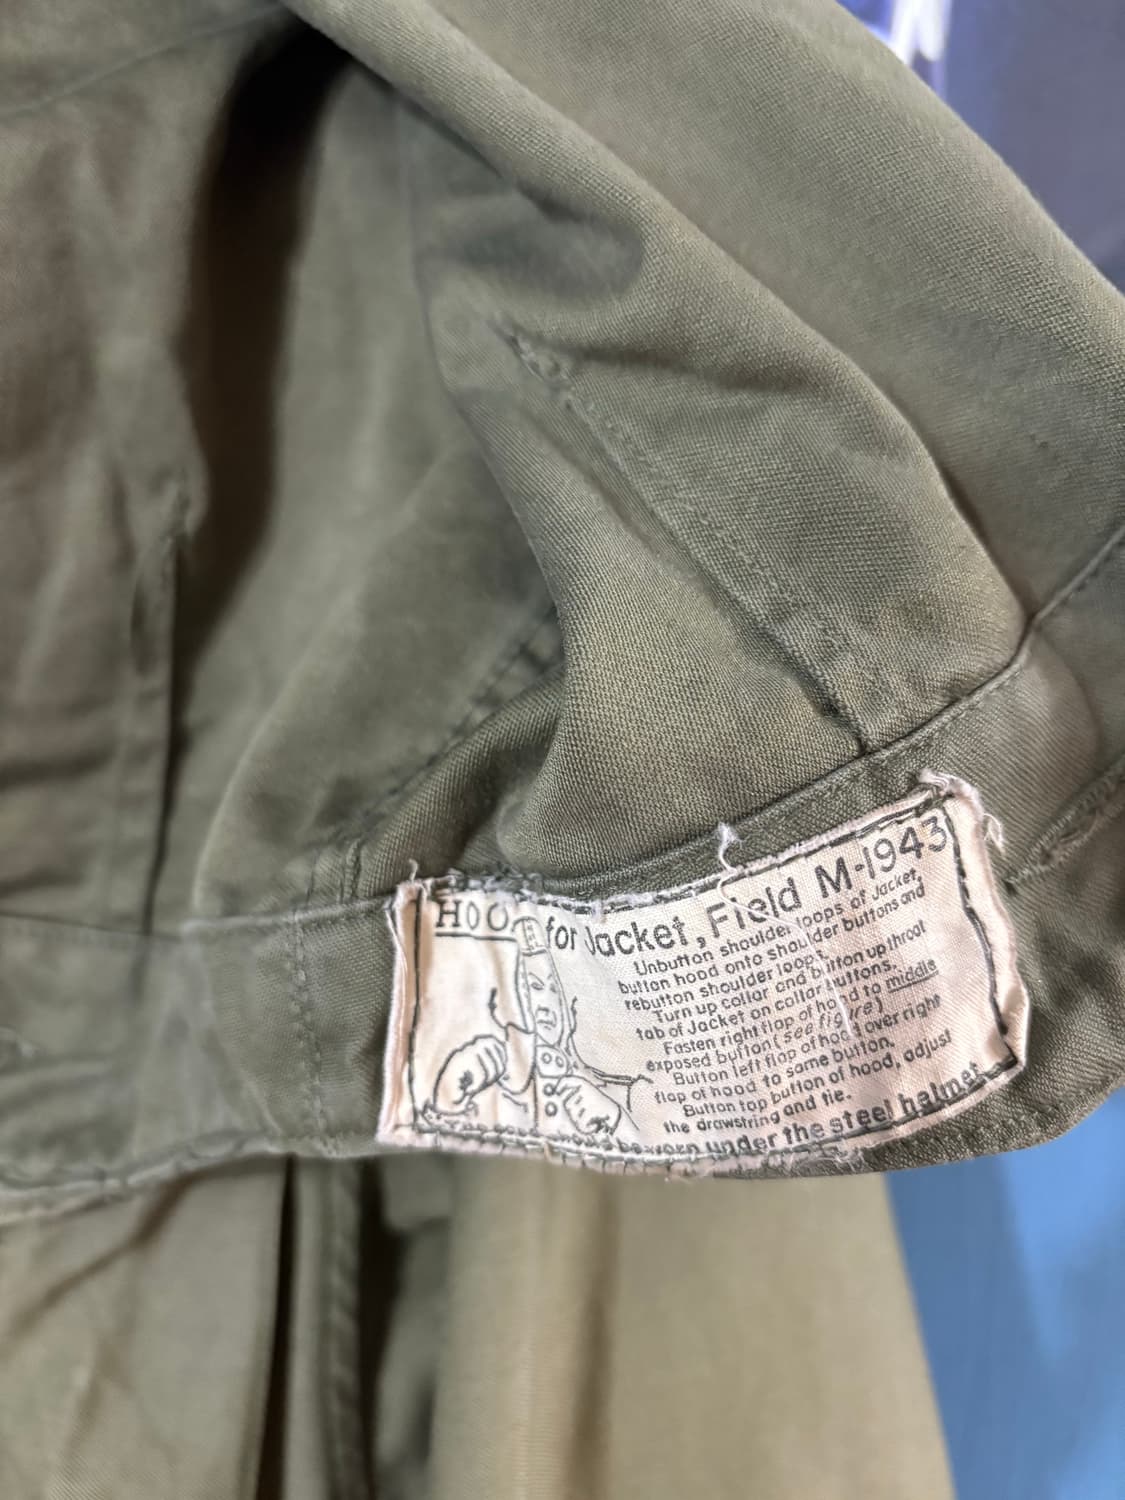 HOOD for Jacket, Field M-1943
Unbutton shoulder loops of Jacket,
button hood onto shoulder buttons and
rebutton shoulder loops.
Turn up collar and button up throat
tab of Jacket on collar buttons.
Fasten right flap of hood to middle
exposed button (see figure)
Button left flap of hood over right
flap of hood to same button.
Button top button of hood, adjust
the drawstring and tie.
should be worn under the steel helmet